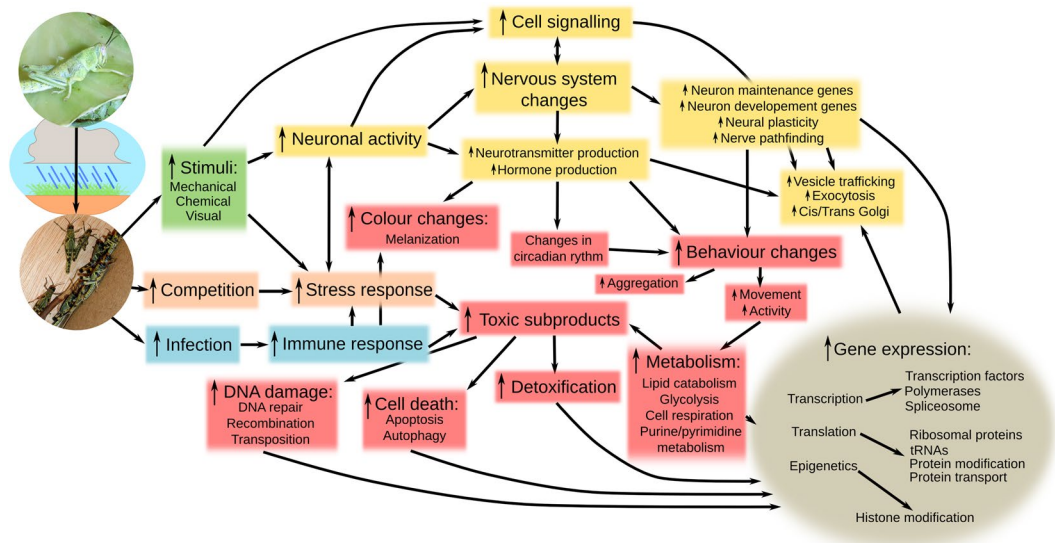 Cell signalling
Nervous system
changes
Neuron maintenance genes
Neuron developement genes
Neural plasticity
Nerve pathfinding
Neuronal activity
Neurotransmitter production
Hormone production
Stimuli:
Mechanical
Chemical
Visual
Vesicle trafficking
Exocytosis
Cis/Trans Golgi
Colour changes:
Melanization
Changes in
circadian rythm
Behaviour changes
Aggregation
Movement
Activity
Competition
Stress response
Infection
Immune response
Toxic subproducts
DNA damage:
DNA repair
Recombination
Transposition
Cell death:
Apoptosis
Autophagy
Detoxification
Metabolism:
Lipid catabolism
Glycolysis
Cell respiration
Purine/pyrimidine
metabolism
Gene expression:
Transcription
Transcription factors
Polymerases
Spliceosome
Translation
Ribosomal proteins
tRNAs
Protein modification
Protein transport
Epigenetics
Histone modification